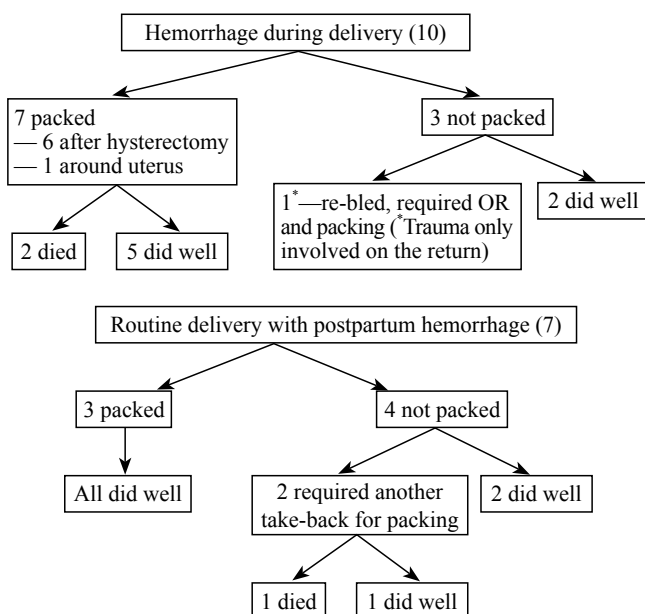 Hemorrhage during delivery (10)
7 packed
— 6 after hysterectomy
— 1 around uterus
3 not packed
2 died
5 did well
1*—re-bled, required OR
and packing (*Trauma only
involved on the return)
2 did well
Routine delivery with postpartum hemorrhage (7)
3 packed
4 not packed
All did well
2 required another
take-back for packing
2 did well
1 died
1 did well